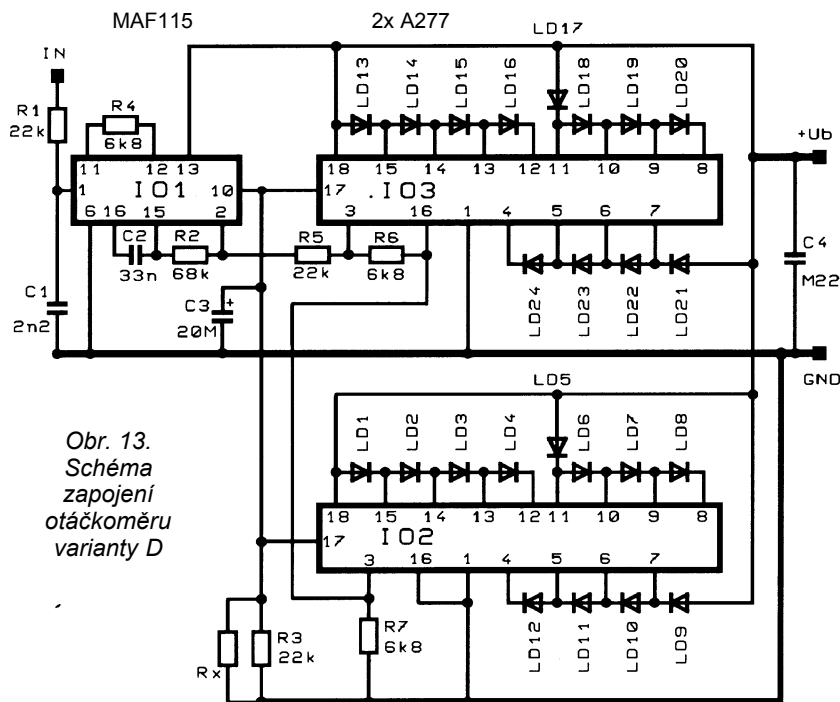 MAF115
2x A277
LD17
IN
R4
6k8
LD13
LD14
LD15
LD16
LD18
LD19
LD20
R1
22k
+Ub
11
12
13
18
15
14
13
12
11
10
9
8
1
IO1
10
17
.IO3
6
16
15
2
3
16
1
4
5
6
7
C2
33n
R2
68k
R5
22k
R6
6k8
LD24
LD23
LD22
LD21
C4
M22
C1
2n2
C3
+
20M
GND
LD5
LD1
LD2
LD3
LD4
LD6
LD7
LD8
Obr. 13.
Schéma
zapojení
otáčkoměru
varianty D
18
15
14
13
12
11
10
9
8
17
IO2
3
16
1
4
5
6
7
Rx
R3
22k
R7
6k8
LD12
LD11
LD10
LD9